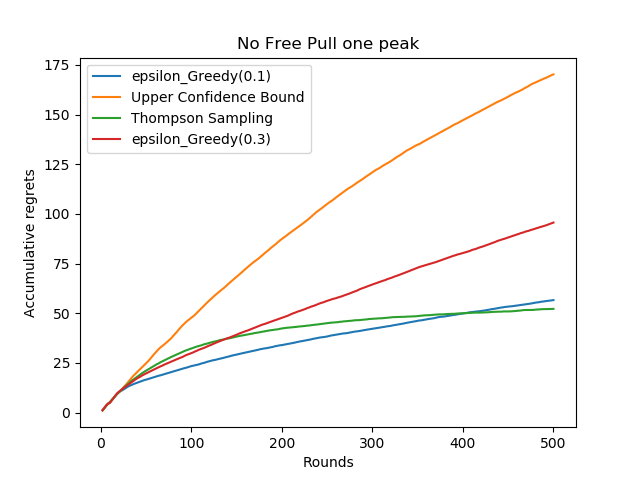 No Free Pull one peak
epsilon_Greedy(0.1)
Upper Confidence Bound
Thompson Sampling
epsilon_Greedy(0.3)
Accumulative regrets
175
150
125
100
75
50
25
0
0 100 200 300 400 500
Rounds